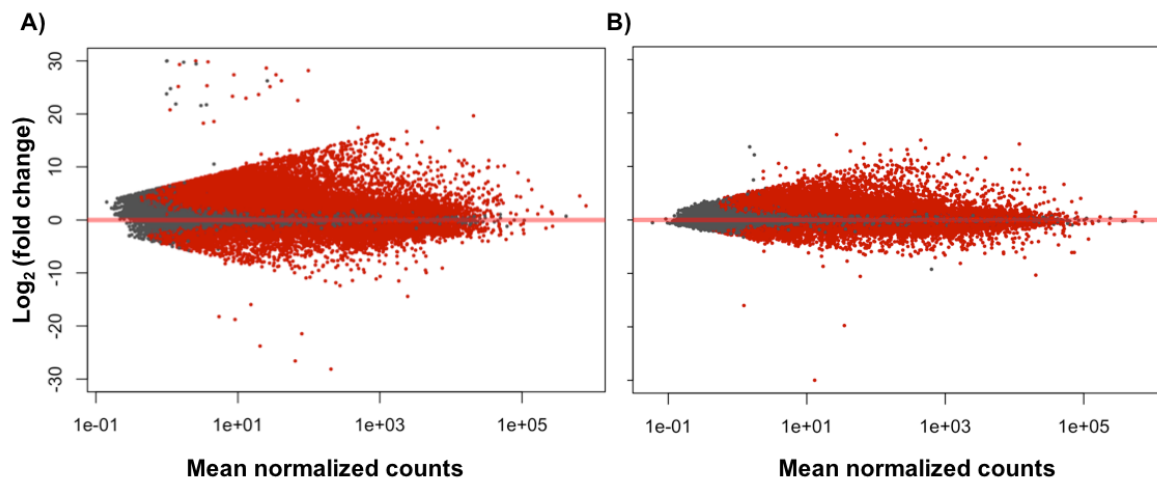 A)
B)
30
20
10
0
-10
-20
-30
Log2 (fold change)
1e-01 1e+01 1e+03 1e+05
1e-01 1e+01 1e+03 1e+05
Mean normalized counts
Mean normalized counts